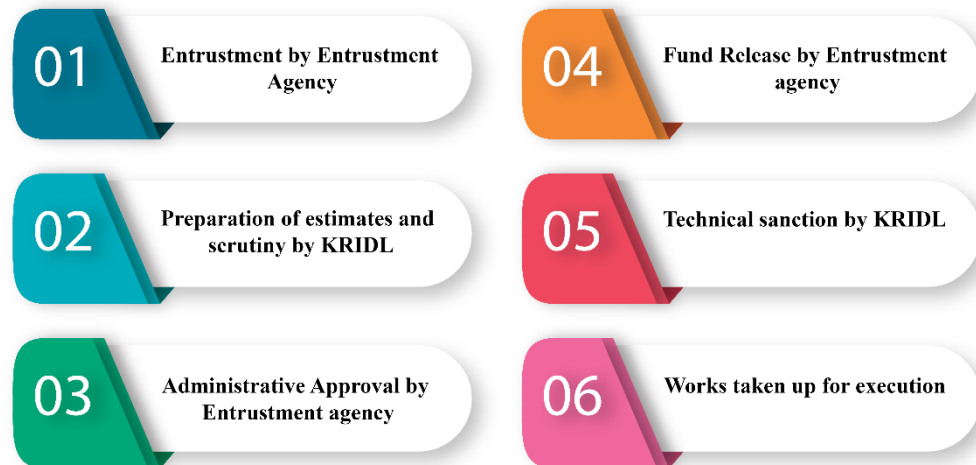 01
Entrustment by Entrustment
Agency
02
Preparation of estimates and
scrutiny by KRIDL
03
Administrative Approval by
Entrustment agency
04
Fund Release by Entrustment
agency
05
Technical sanction by KRIDL
06
Works taken up for execution